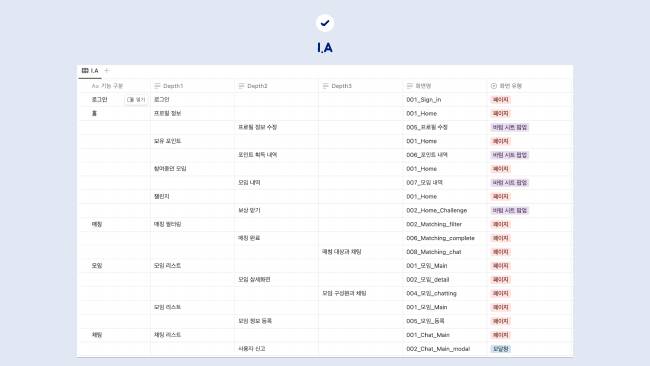 I.A
I.A
Aa 기능 구분 Depth1 Depth2 Depth3 화면명 화면 유형
로그인 열기 로그인 001_Sign_in 페이지
홈 프로필 정보 001_Home 페이지
프로필 정보 수정 005_프로필 수정 바텀 시트 팝업
보유 포인트 001_Home 페이지
포인트 획득 내역 006_포인트 내역 바텀 시트 팝업
참여했던 모임 001_Home 페이지
모임 내역 007_모임 내역 바텀 시트 팝업
챌린지 001_Home 페이지
보상 받기 002_Home_Challenge 바텀 시트 팝업
매칭 매칭 필터링 002_Matching_filter 페이지
매칭 완료 006_Matching_complete 페이지
매칭 대상과 채팅 008_Matching_chat 페이지
모임 모임 리스트 001_모임_Main 페이지
모임 상세화면 002_모임_detail 페이지
모임 구성원과 채팅 004_모임_chatting 페이지
모임 리스트 001_모임_Main 페이지
모임 정보 등록 005_모임_등록 페이지
채팅 채팅 리스트 001_Chat_Main 페이지
사용자 신고 002_Chat_Main_modal 모달창